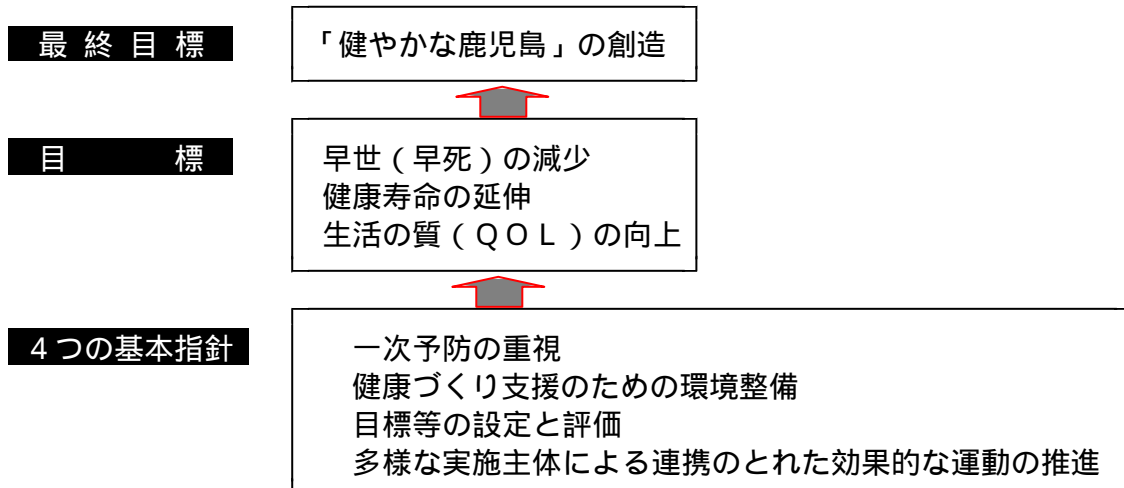 最終目標
「健やかな鹿児島」の創造
目標
早世(早死)の減少
健康寿命の延伸
生活の質(QOL)の向上
4つの基本指針
一次予防の重視
健康づくり支援のための環境整備
目標等の設定と評価
多様な実施主体による連携のとれた効果的な運動の推進